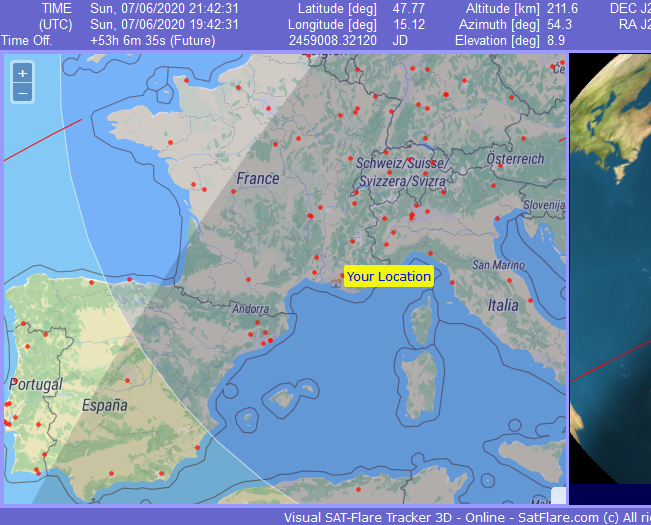 TIME Sun, 07/06/2020 21:42:31 Latitude [deg] 47.77 Altitude [km] 211.6 DEC J2
(UTC) Sun, 07/06/2020 19:42:31 Longitude [deg] 15.12 Azimuth [deg] 54.3 RA J2
Time Off. +53h 6m 35s (Future) 2459008.32120 JD Elevation [deg] 8.9
+
−
France
Schweiz/Suisse/
Svizzera/Svizra
Österreich
Slovenija
San Marino
Italia
Your Location
Andorra
Portugal
España
Visual SAT-Flare Tracker 3D - Online - SatFlare.com (c) All ri